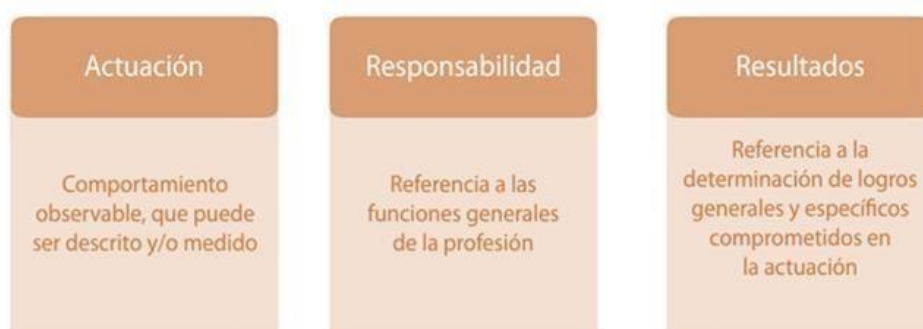 Actuación
Comportamiento
observable, que puede
ser descrito y/o medido
Responsabilidad
Referencia a las
funciones generales
de la profesión
Resultados
Referencia a la
determinación de logros
generales y específicos
comprometidos en
la actuación